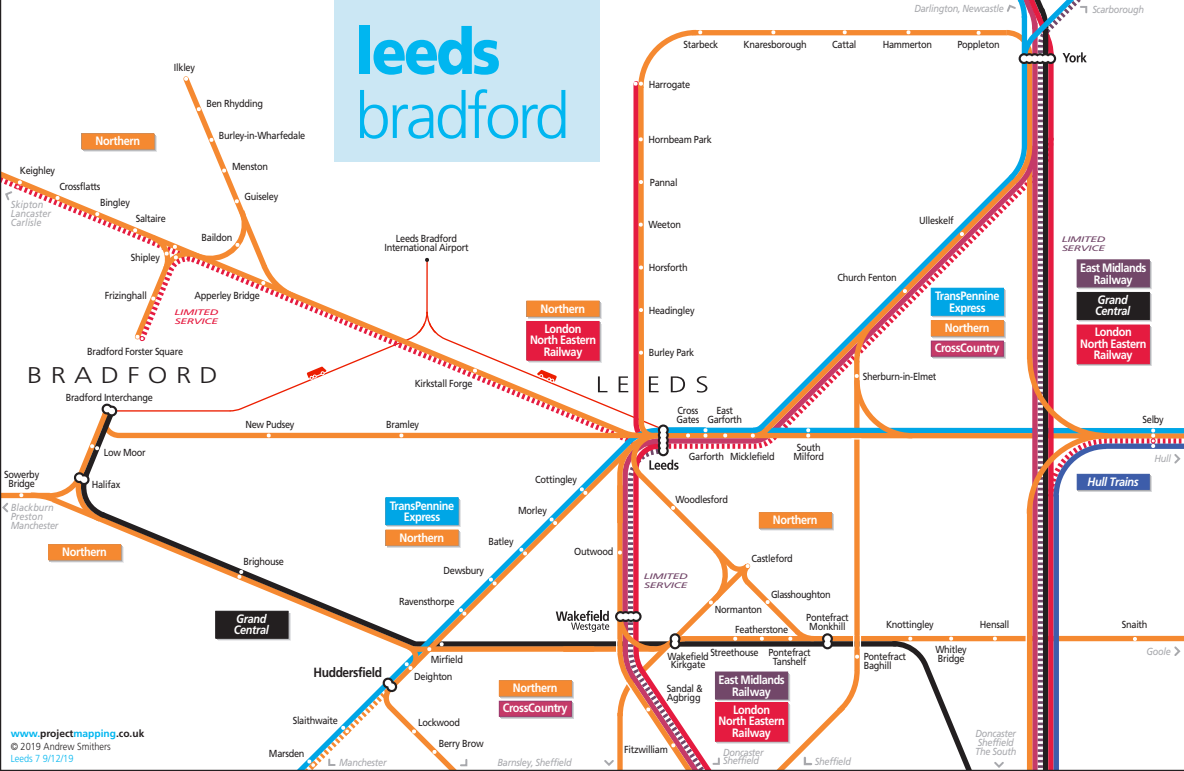 leeds
bradford
Darlington, Newcastle
Scarborough
Starbeck
Knaresborough
Cattal
Hammerton
Poppleton
York
Ilkley
Ben Rhydding
Burley-in-Wharfedale
Menston
Guiseley
Baildon
Northern
Keighley
Crossflatts
Bingley
Saltaire
Skipton
Lancaster
Carlisle
Shipley
Frizinghall
Apperley Bridge
LIMITED
SERVICE
Bradford Forster Square
BRADFORD
Bradford Interchange
Leeds Bradford
International Airport
Harrogate
Hornbeam Park
Pannal
Weeton
Horsforth
Headingley
Burley Park
Northern
London
North Eastern
Railway
Kirkstall Forge
LEEDS
Ulleskelf
Church Fenton
TransPennine
Express
Northern
CrossCountry
LIMITED
SERVICE
East Midlands
Railway
Grand
Central
London
North Eastern
Railway
Sherburn-in-Elmet
Cross
Gates
East
Garforth
Leeds
Garforth
Micklefield
South
Milford
Selby
Hull
Hull Trains
New Pudsey
Bramley
Low Moor
Halifax
Sowerby
Bridge
Blackburn
Preston
Manchester
Northern
Brighouse
Grand
Central
TransPennine
Express
Northern
Cottingley
Morley
Batley
Dewsbury
Ravensthorpe
Mirfield
Deighton
Huddersfield
Slaithwaite
Marsden
Manchester
Lockwood
Berry Brow
Barnsley, Sheffield
Northern
CrossCountry
Outwood
LIMITED
SERVICE
Wakefield
Westgate
Woodlesford
Northern
Castleford
Glasshoughton
Normanton
Featherstone
Pontefract
Monkhill
Wakefield
Kirkgate
Streethouse
Pontefract
Tanshelf
Pontefract
Baghill
Knottingley
Whitley
Bridge
Hensall
Snaith
Goole
Sandal &
Agbrigg
East Midlands
Railway
London
North Eastern
Railway
Fitzwilliam
Doncaster
Sheffield
Sheffield
Doncaster
Sheffield
The South
www.projectmapping.co.uk
© 2019 Andrew Smithers
Leeds 7 9/12/19